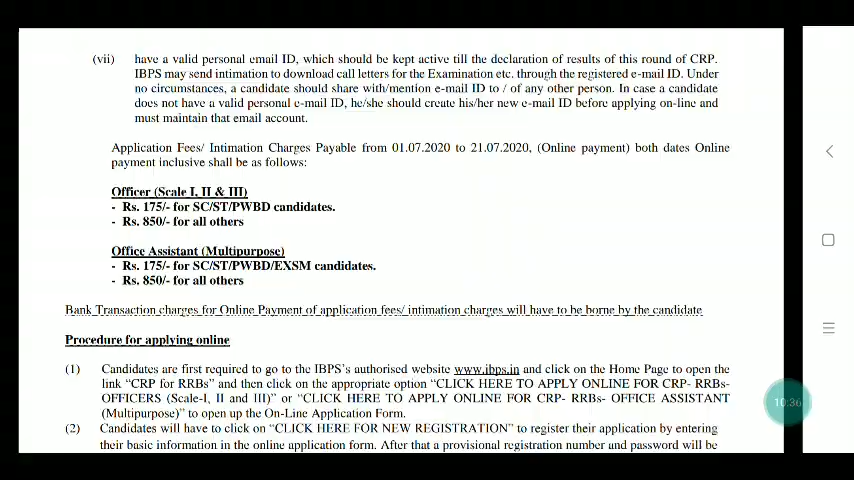 (vii) have a valid personal email ID, which should be kept active till the declaration of results of this round of CRP.
IBPS may send intimation to download call letters for the Examination etc. through the registered e-mail ID. Under
no circumstances, a candidate should share with/mention e-mail ID to / of any other person. In case a candidate
does not have a valid personal e-mail ID, he/she should create his/her new e-mail ID before applying on-line and
must maintain that email account.
Application Fees/ Intimation Charges Payable from 01.07.2020 to 21.07.2020, (Online payment) both dates Online
payment inclusive shall be as follows:
Officer (Scale I, II & III)
- Rs. 175/- for SC/ST/PWBD candidates.
- Rs. 850/- for all others
Office Assistant (Multipurpose)
- Rs. 175/- for SC/ST/PWBD/EXSM candidates.
- Rs. 850/- for all others
Bank Transaction charges for Online Payment of application fees/ intimation charges will have to be borne by the candidate
Procedure for applying online
(1) Candidates are first required to go to the IBPS's authorised website www.ibps.in and click on the Home Page to open the
link “CRP for RRBs” and then click on the appropriate option “CLICK HERE TO APPLY ONLINE FOR CRP- RRBs-
OFFICERS (Scale-I, II and III)” or “CLICK HERE TO APPLY ONLINE FOR CRP- RRBs- OFFICE ASSISTANT
(Multipurpose)” to open up the On-Line Application Form.
(2) Candidates will have to click on “CLICK HERE FOR NEW REGISTRATION” to register their application by entering
their basic information in the online application form. After that a provisional registration number and password will be
10:36